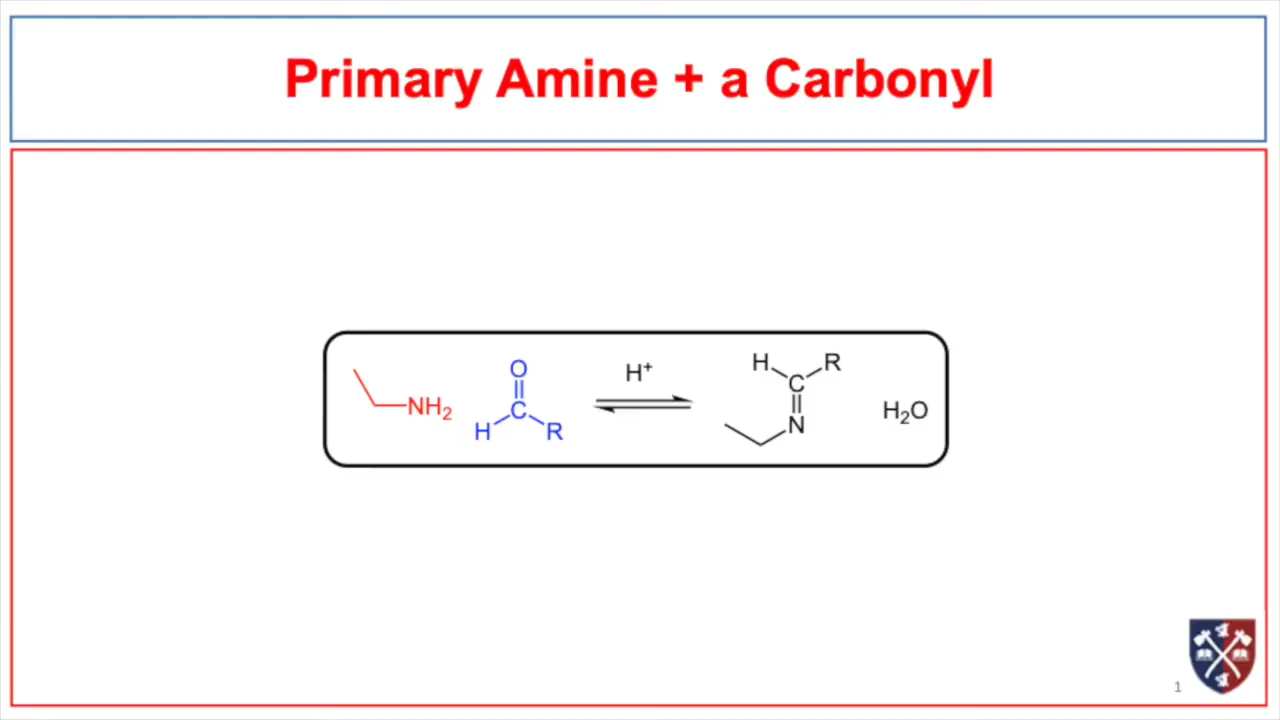 Primary Amine + a Carbonyl
NH₂
O
C
H
R
H⁺
H
R
C
N
H₂O
1